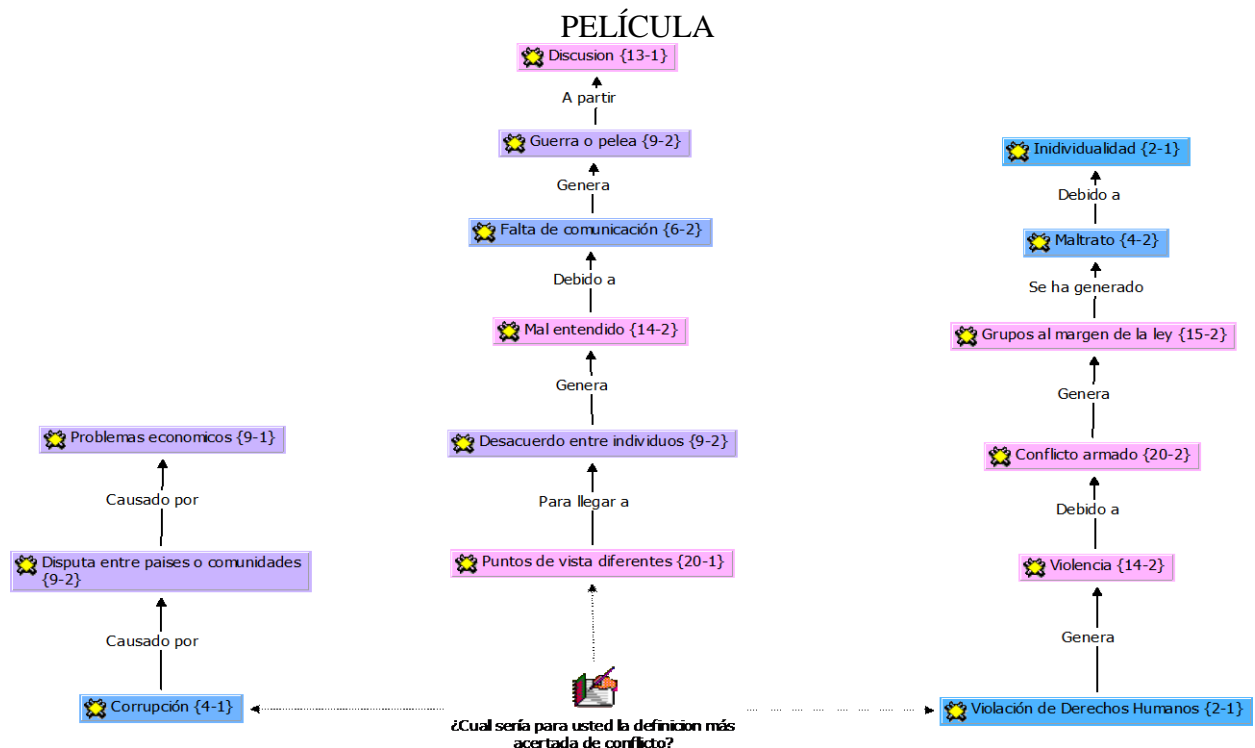 PELÍCULA
Discusion {13-1}
A partir
Guerra o pelea {9-2}
Genera
Falta de comunicación {6-2}
Debido a
Mal entendido {14-2}
Genera
Desacuerdo entre individuos {9-2}
Para llegar a
Puntos de vista diferentes {20-1}
Inidividualidad {2-1}
Debido a
Maltrato {4-2}
Se ha generado
Grupos al margen de la ley {15-2}
Genera
Conflicto armado {20-2}
Debido a
Violencia {14-2}
Genera
Violación de Derechos Humanos {2-1}
Problemas economicos {9-1}
Causado por
Disputa entre paises o comunidades
{9-2}
Causado por
Corrupción {4-1}
¿Cual sería para usted la definicion más
acertada de conflicto?